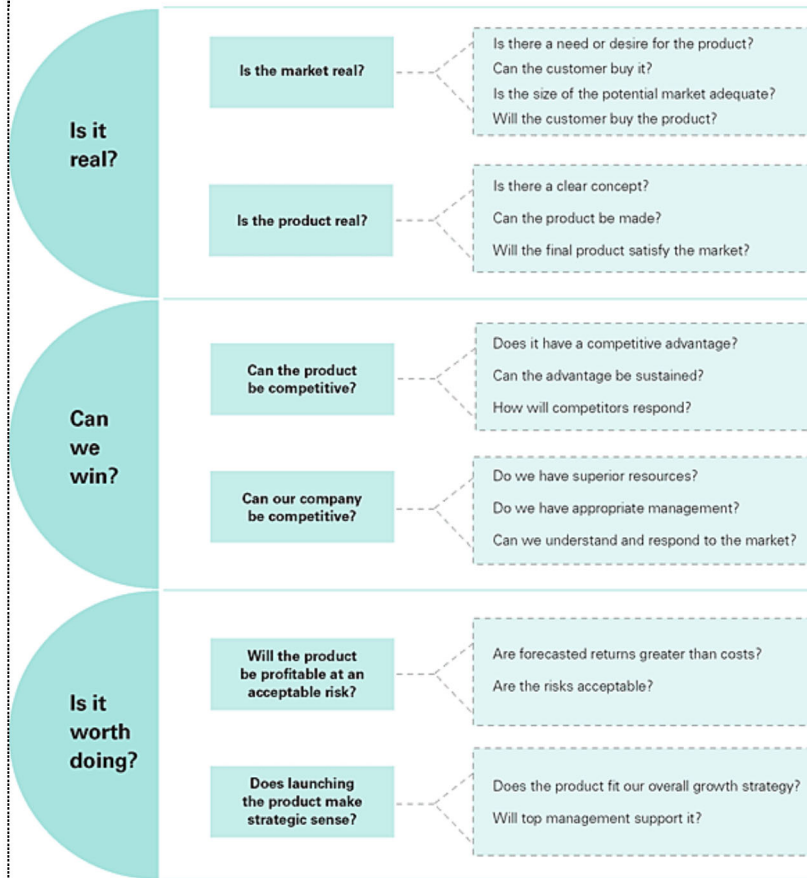 Is it
real?
Is the market real?
Is there a need or desire for the product?
Can the customer buy it?
Is the size of the potential market adequate?
Will the customer buy the product?
Is the product real?
Is there a clear concept?
Can the product be made?
Will the final product satisfy the market?
Can
we
win?
Can the product
be competitive?
Does it have a competitive advantage?
Can the advantage be sustained?
How will competitors respond?
Can our company
be competitive?
Do we have superior resources?
Do we have appropriate management?
Can we understand and respond to the market?
Is it
worth
doing?
Will the product
be profitable at an
acceptable risk?
Are forecasted returns greater than costs?
Are the risks acceptable?
Does launching
the product make
strategic sense?
Does the product fit our overall growth strategy?
Will top management support it?